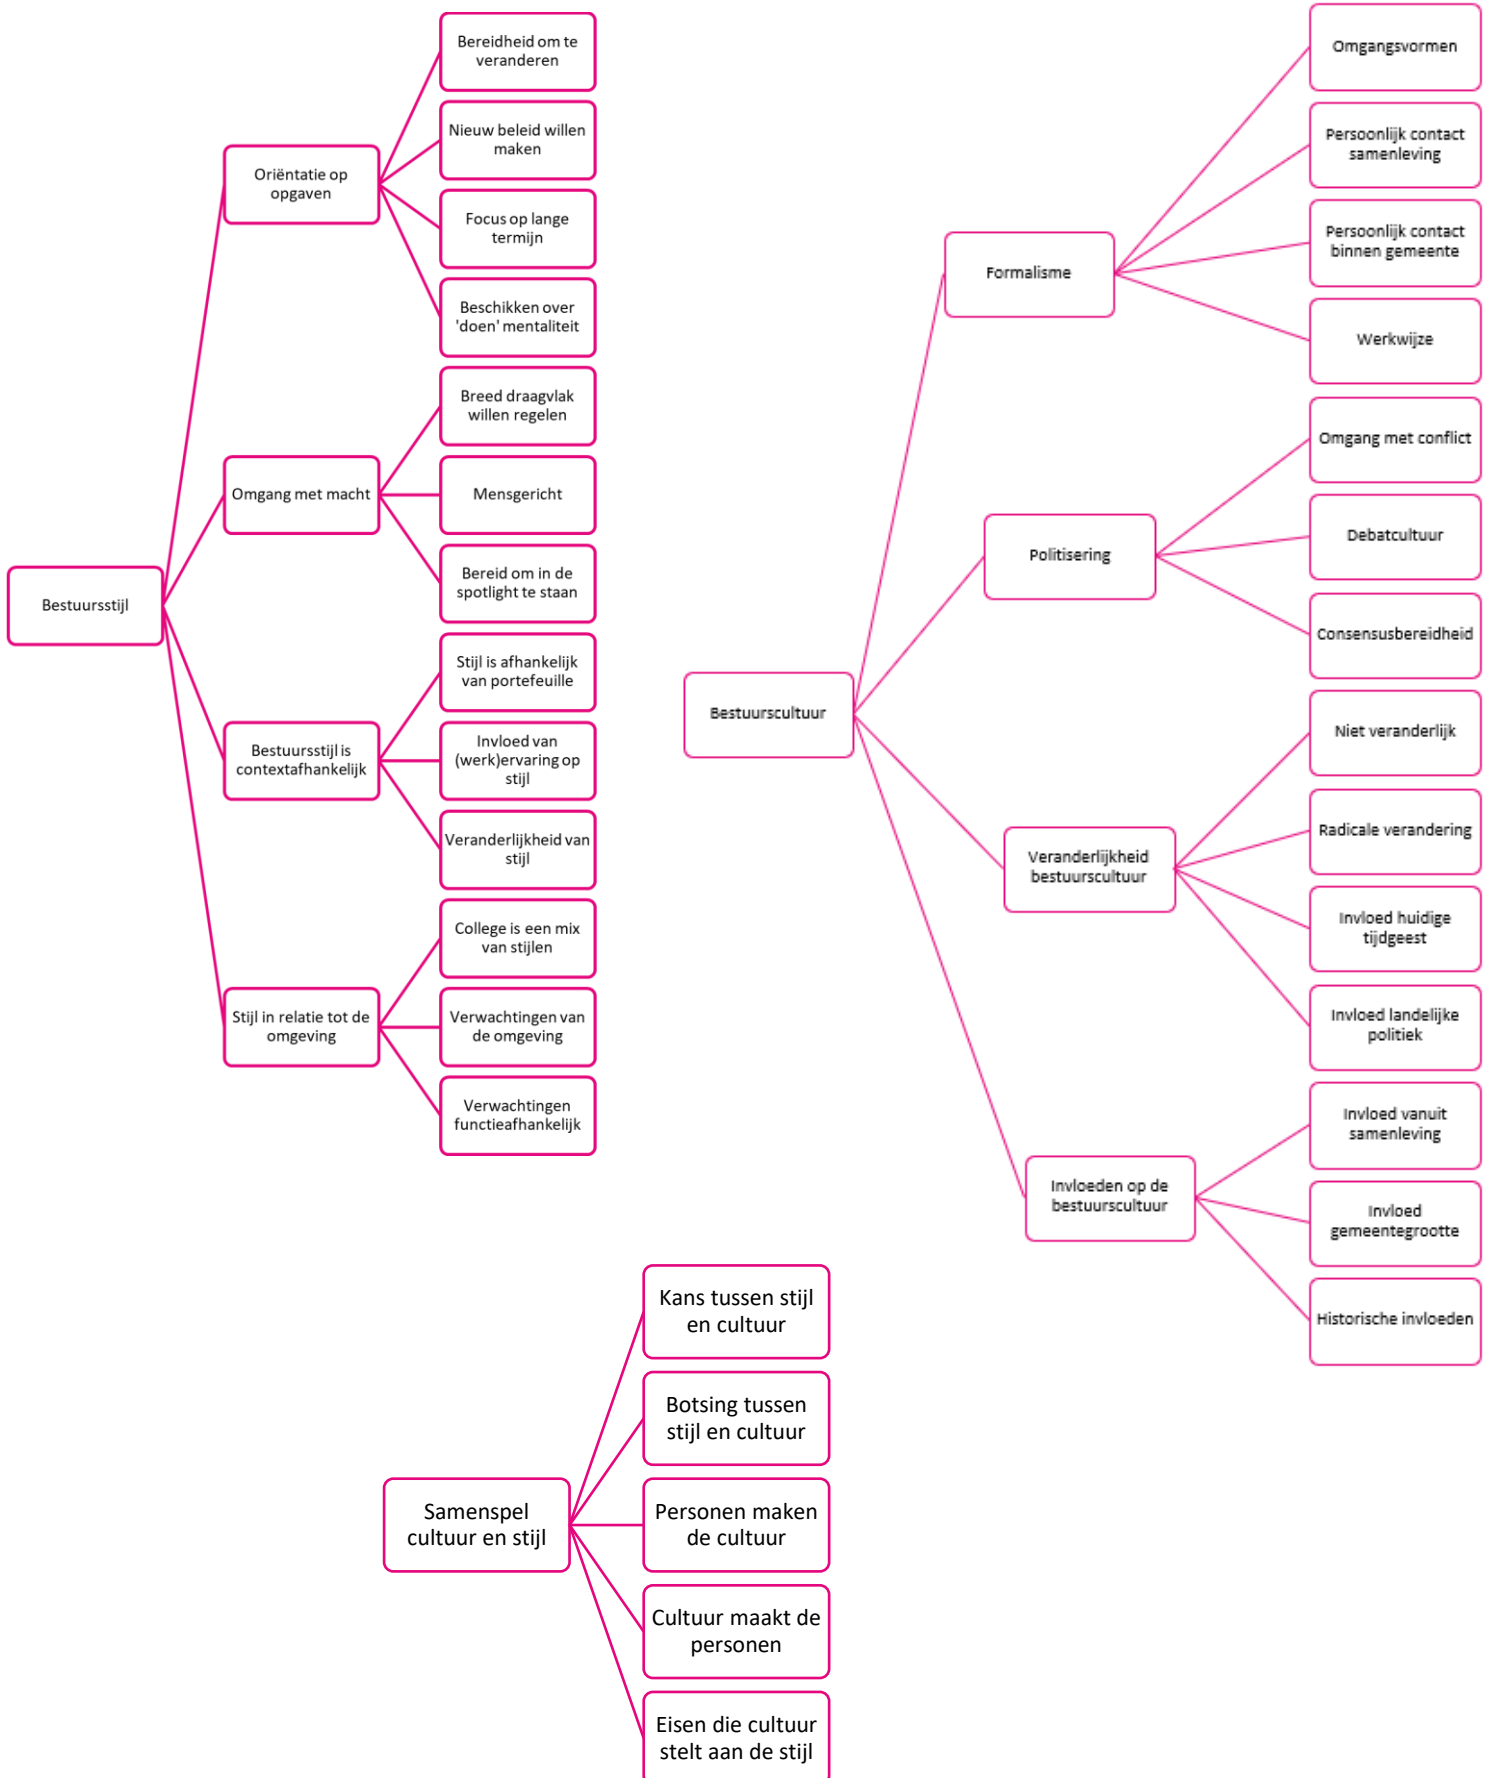 Bestuursstijl
Oriëntatie op
opgaven
Bereidheid om te
veranderen
Nieuw beleid willen
maken
Focus op lange
termijn
Beschikken over
'doen' mentaliteit
Omgang met macht
Breed draagvlak
willen regelen
Mensgericht
Bereid om in de
spotlight te staan
Bestuursstijl is
contextafhankelijk
Stijl is afhankelijk
van portefeuille
Invloed van
(werk)ervaring op
stijl
Veranderlijkheid van
stijl
Stijl in relatie tot de
omgeving
College is een mix
van stijlen
Verwachtingen van
de omgeving
Verwachtingen
functieafhankelijk
Bestuurscultuur
Formalisme
Omgangsvormen
Persoonlijk contact
samenleving
Persoonlijk contact
binnen gemeente
Werkwijze
Politisering
Omgang met conflict
Debatcultuur
Consensusbereidheid
Veranderlijkheid
bestuurscultuur
Niet veranderlijk
Radicale verandering
Invloed huidige
tijdgeest
Invloed landelijke
politiek
Invloeden op de
bestuurscultuur
Invloed vanuit
samenleving
Invloed
gemeentegrootte
Historische invloeden
Samenspel
cultuur en stijl
Kans tussen stijl
en cultuur
Botsing tussen
stijl en cultuur
Personen maken
de cultuur
Cultuur maakt de
personen
Eisen die cultuur
stelt aan de stijl